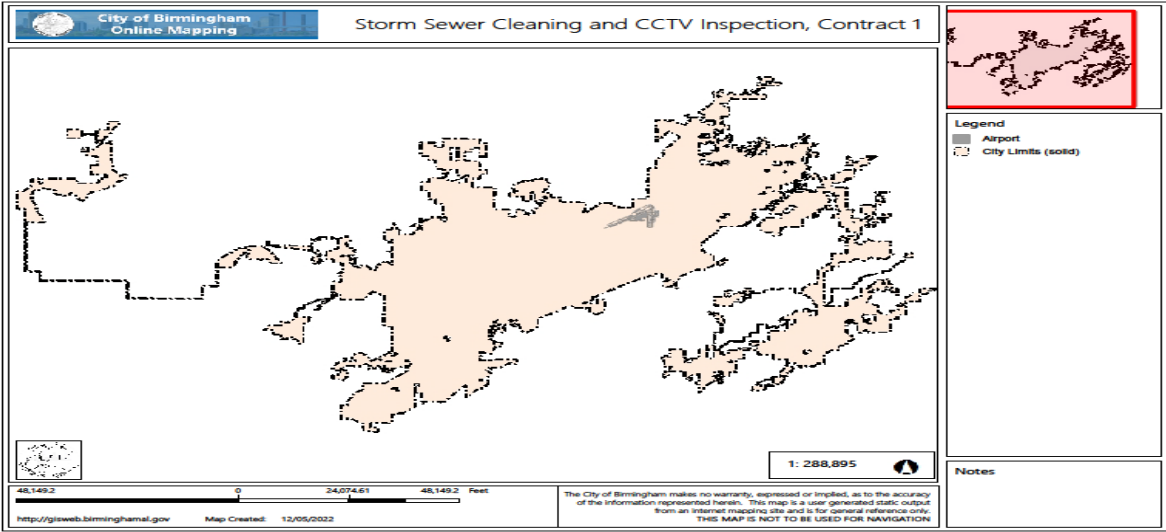 City of Birmingham
Online Mapping
Storm Sewer Cleaning and CCTV Inspection, Contract 1
Legend
Airport
City Limits (solid)
1: 288,895
Notes
48,149.2 0 24,074.61 48,149.2 Feet
http://gisweb.birminghamal.gov Map Created: 12/05/2022
The City of Birmingham makes no warranty, expressed or implied, as to the accuracy
of the information represented herein. This map is a user generated static output
from an Internet mapping site and is for general reference only.
THIS MAP IS NOT TO BE USED FOR NAVIGATION